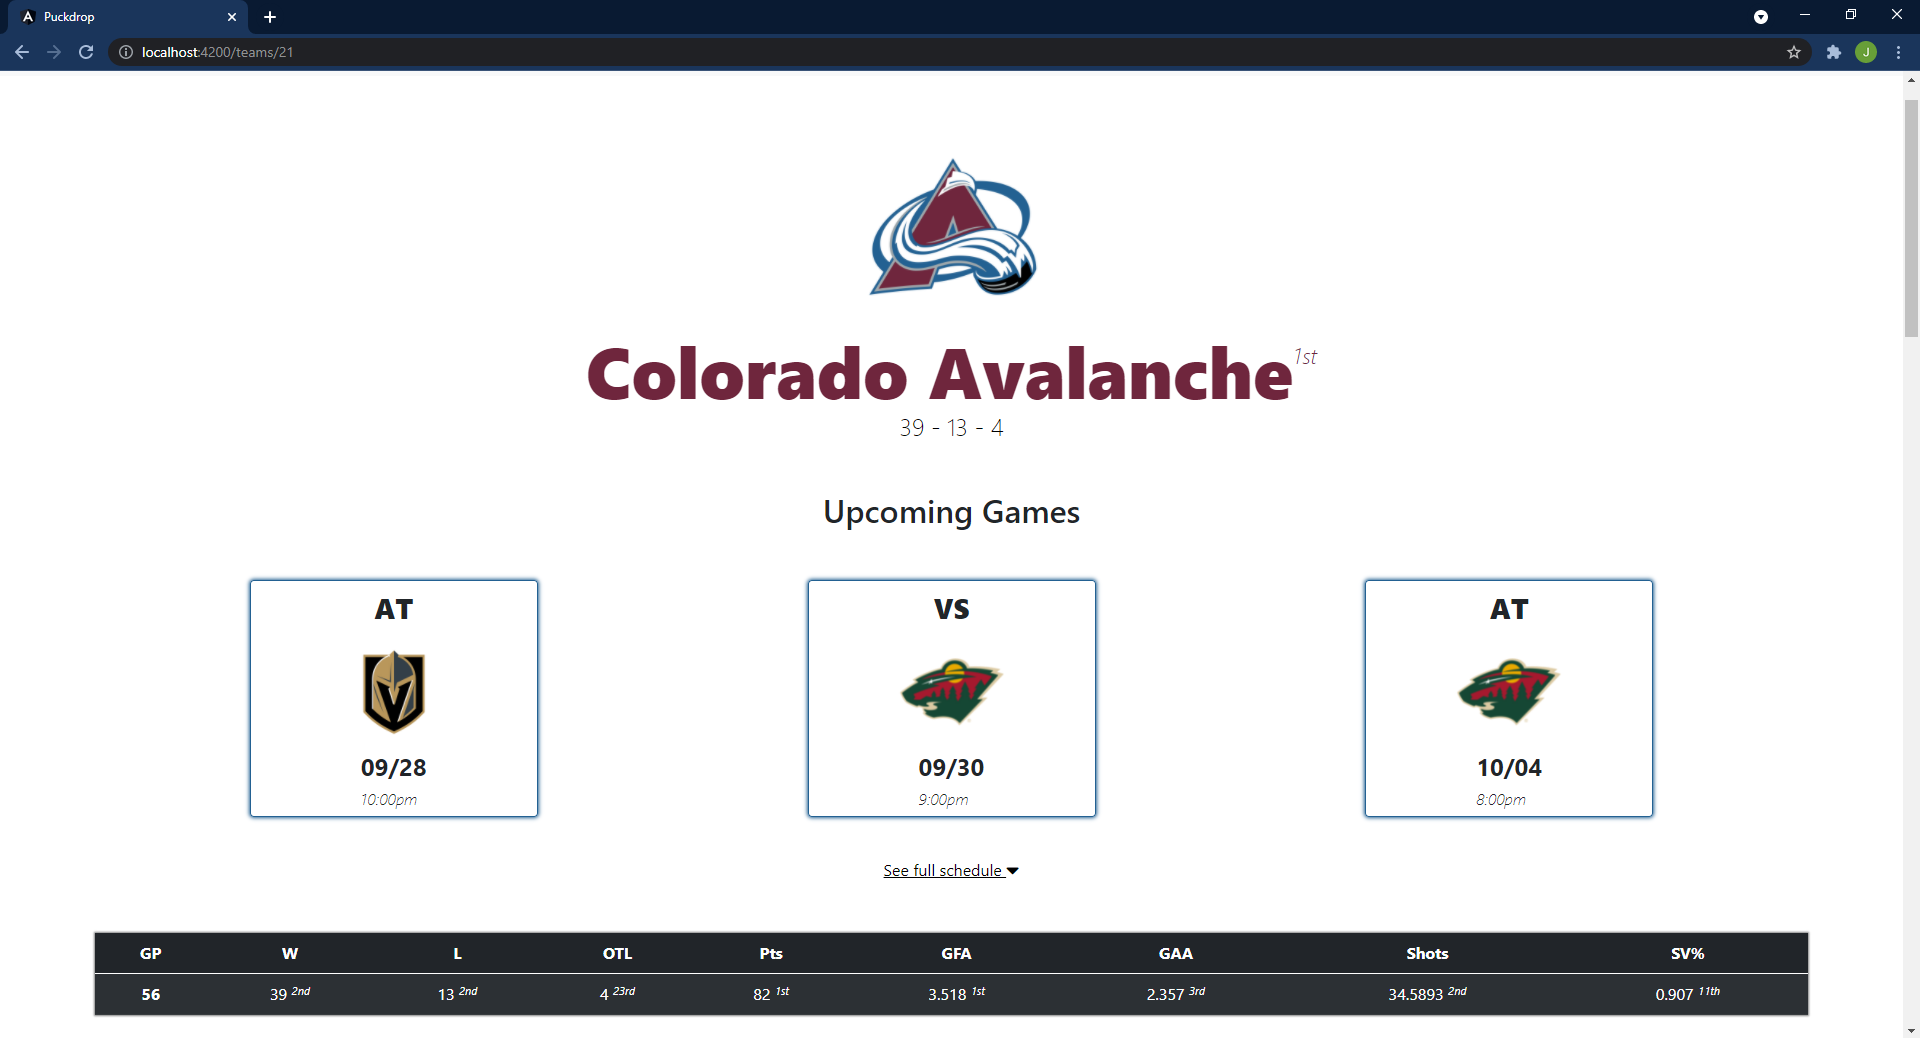 Puckdrop
localhost:4200/teams/21
J
Colorado Avalanche 1st
39 - 13 - 4
Upcoming Games
AT VS AT
09/28 09/30 10/04
10:00pm 9:00pm 8:00pm
See full schedule
GP W L OTL Pts GFA GAA Shots SV%
56 39 2nd 13 2nd 4 23rd 82 1st 3.518 1st 2.357 3rd 34.5893 2nd 0.907 11th